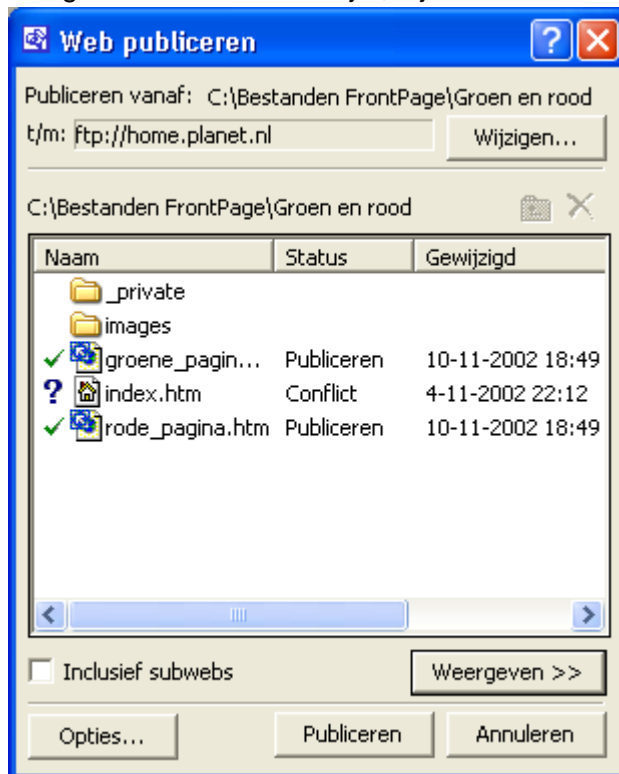 Web publiceren
Publiceren vanaf: C:\Bestanden FrontPage\Groen en rood
t/m: ftp://home.planet.nl Wijzigen...
C:\Bestanden FrontPage\Groen en rood
Naam Status Gewijzigd
_private
images
groene_pagin... Publiceren 10-11-2002 18:49
? index.htm Conflict 4-11-2002 22:12
rode_pagina.htm Publiceren 10-11-2002 18:49
Inclusief subwebs Weergeven >>
Opties... Publiceren Annuleren